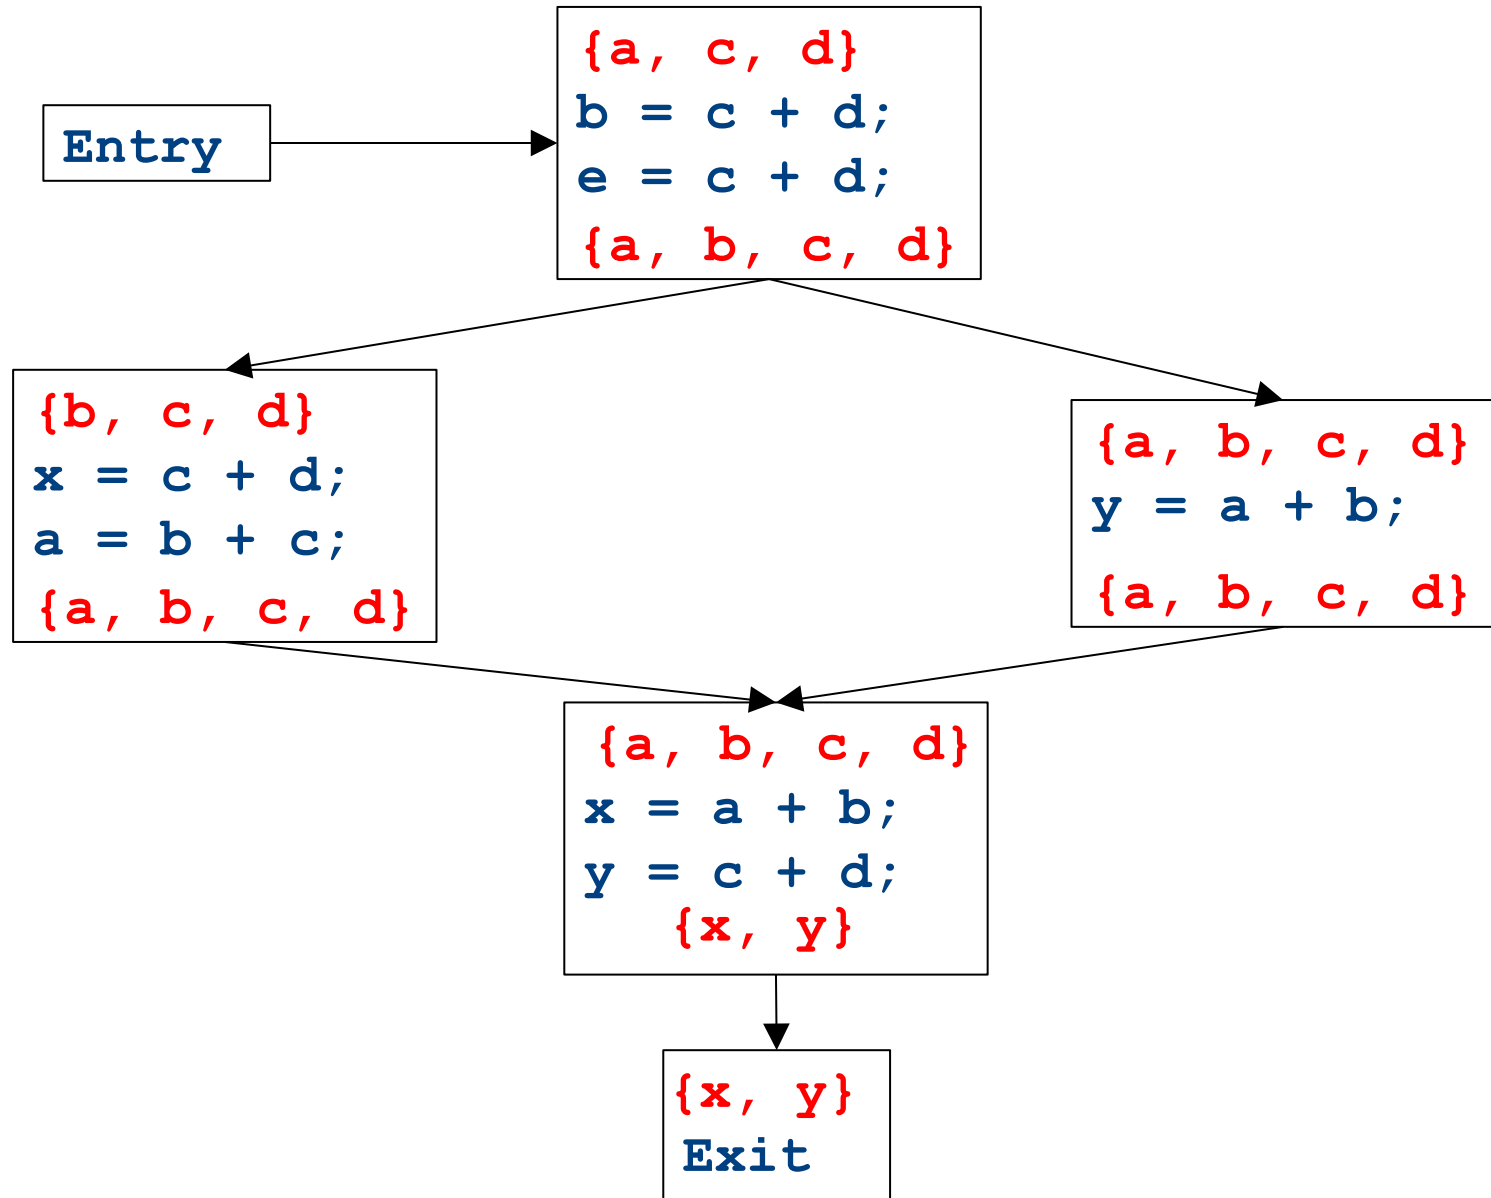 Entry
{a, c, d}
b = c + d;
e = c + d;
{a, b, c, d}
{b, c, d}
x = c + d;
a = b + c;
{a, b, c, d}
{a, b, c, d}
y = a + b;
{a, b, c, d}
{a, b, c, d}
x = a + b;
y = c + d;
{x, y}
{x, y}
Exit